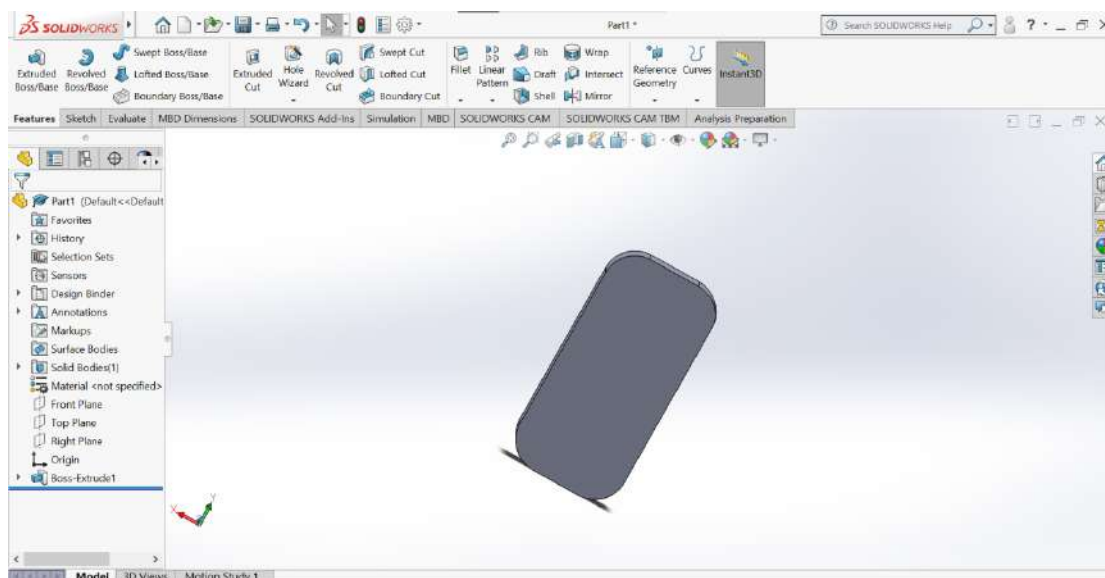 SOLIDWORKS
Part1 *
Search SOLIDWORKS Help
Extruded Boss/Base
Revolved Boss/Base
Swept Boss/Base
Lofted Boss/Base
Boundary Boss/Base
Extruded Cut
Hole Wizard
Revolved Cut
Swept Cut
Lofted Cut
Boundary Cut
Fillet
Linear Pattern
Rib
Draft
Shell
Wrap
Intersect
Mirror
Reference Geometry
Curves
Instant3D
Features Sketch Evaluate MBD Dimensions SOLIDWORKS Add-Ins Simulation MBD SOLIDWORKS CAM SOLIDWORKS CAM TBM Analysis Preparation
Part1 (Default<<Default
Favorites
History
Selection Sets
Sensors
Design Binder
Annotations
Markups
Surface Bodies
Solid Bodies(1)
Material <not specified>
Front Plane
Top Plane
Right Plane
Origin
Boss-Extrude1
X Y
Model 3D Views Motion Study 1